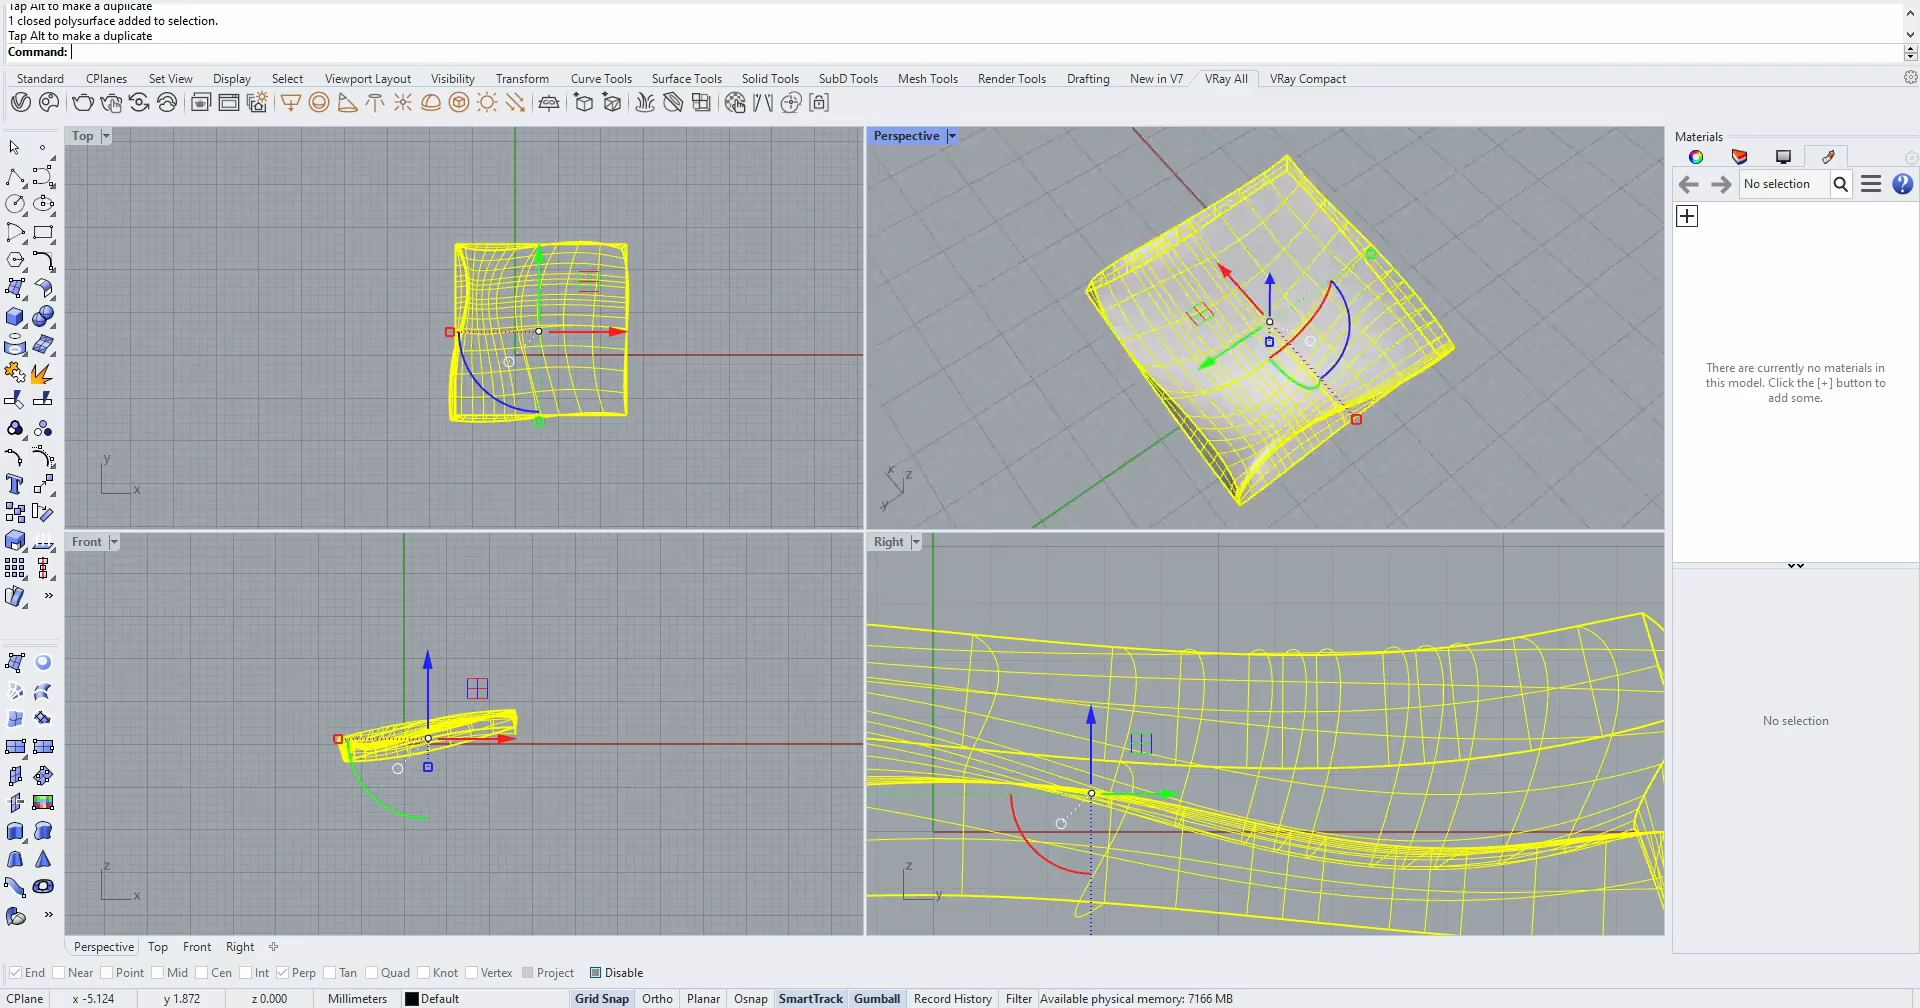 Tap Alt to make a duplicate
1 closed polysurface added to selection.
Tap Alt to make a duplicate
Command:
Standard CPlanes Set View Display Select Viewport Layout Visibility Transform Curve Tools Surface Tools Solid Tools SubD Tools Mesh Tools Render Tools Drafting New in V7 VRay All VRay Compact
Top
Perspective
Materials
No selection
There are currently no materials in
this model. Click the [+] button to
add some.
y
x
x
z
y
Front
Right
No selection
z
x
z
y
Perspective Top Front Right
End Near Point Mid Cen Int Perp Tan Quad Knot Vertex Project Disable
CPlane x -5.124 y 1.872 z 0.000 Millimeters Default Grid Snap Ortho Planar Osnap SmartTrack Gumball Record History Filter Available physical memory: 7166 MB